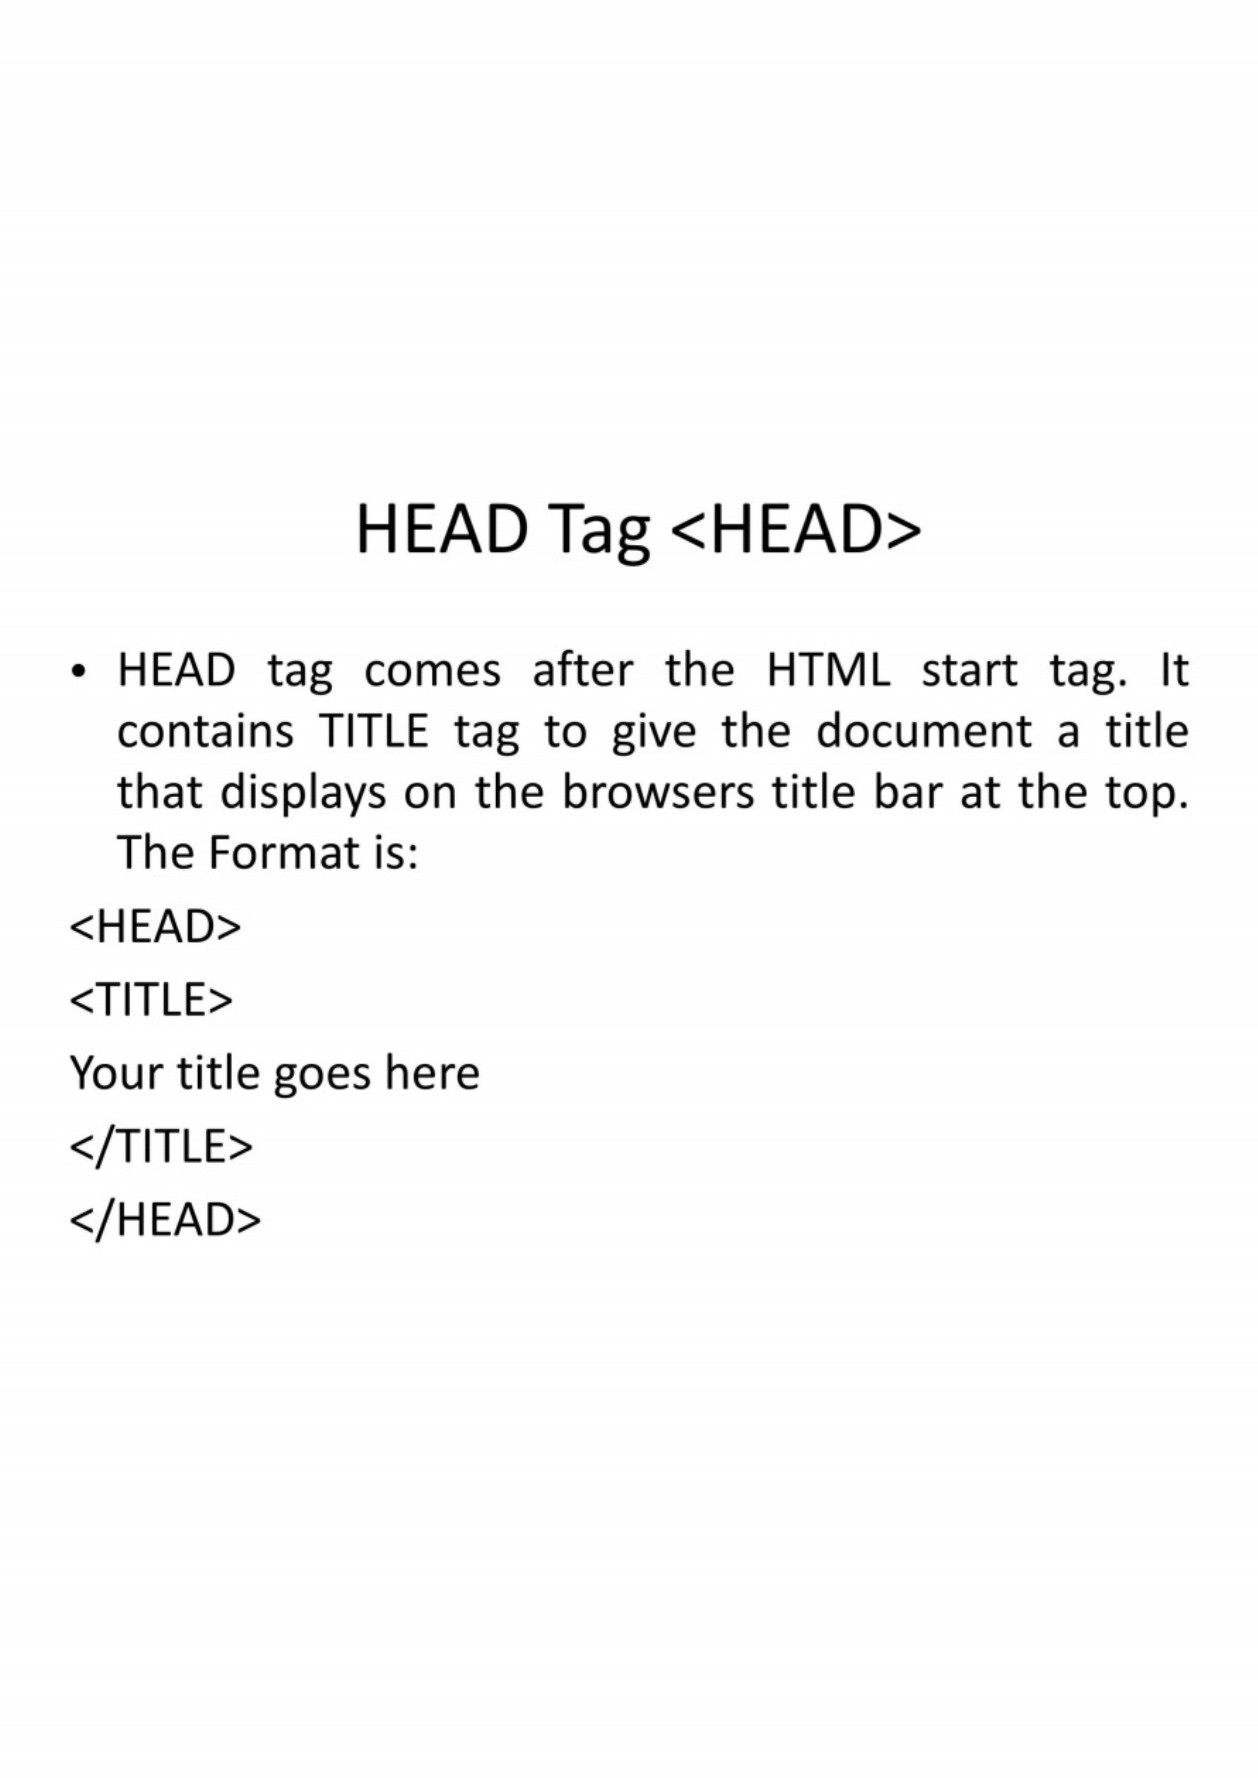 HEAD Tag <HEAD>
• HEAD tag comes after the HTML start tag. It
contains TITLE tag to give the document a title
that displays on the browsers title bar at the top.
The Format is:
<HEAD>
<TITLE>
Your title goes here
</TITLE>
</HEAD>